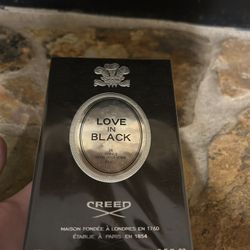 LOVE
IN
BLACK
CREED
MAISON FONDÉE À LONDRES EN 1760
ÉTABLIE À PARIS EN 1854